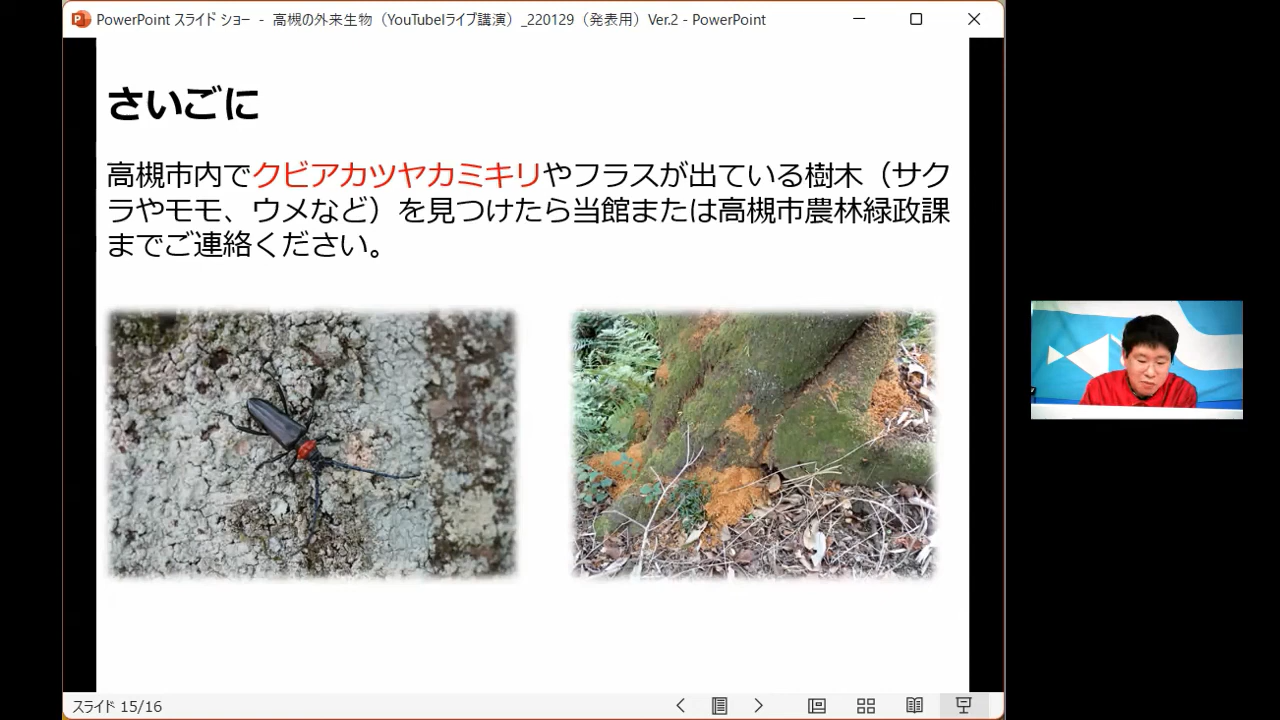 PowerPoint スライド ショー - 高槻の外来生物（YouTubeライブ講演）_220129（発表用）Ver.2 - PowerPoint
さいごに
高槻市内でクビアカツヤカミキリやフラスが出ている樹木（サク
ラやモモ、ウメなど）を見つけたら当館または高槻市農林緑政課
までご連絡ください。
スライド 15/16